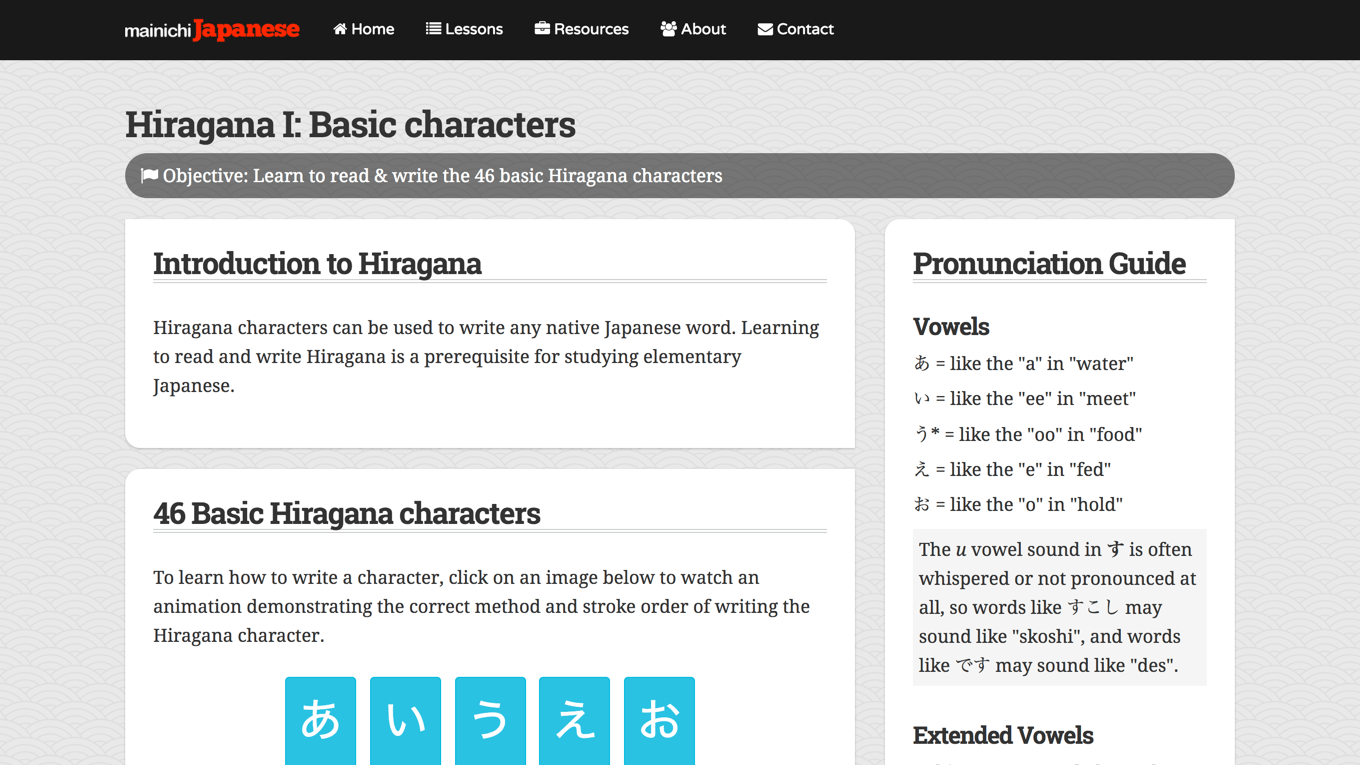 mainichi Japanese
Home
Lessons
Resources
About
Contact
Hiragana I: Basic characters
Objective: Learn to read & write the 46 basic Hiragana characters
Introduction to Hiragana
Hiragana characters can be used to write any native Japanese word. Learning
to read and write Hiragana is a prerequisite for studying elementary
Japanese.
46 Basic Hiragana characters
To learn how to write a character, click on an image below to watch an
animation demonstrating the correct method and stroke order of writing the
Hiragana character.
あ い う え お
Pronunciation Guide
Vowels
あ = like the "a" in "water"
い = like the "ee" in "meet"
う* = like the "oo" in "food"
え = like the "e" in "fed"
お = like the "o" in "hold"
The u vowel sound in す is often
whispered or not pronounced at
all, so words like すこし may
sound like "skoshi", and words
like です may sound like "des".
Extended Vowels